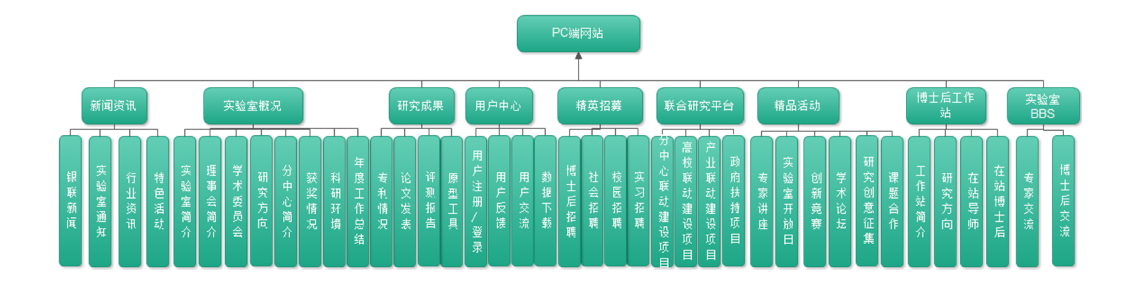 PC端网站
新闻资讯
实验室概况
研究成果
用户中心
精英招募
联合研究平台
精品活动
博士后工作
站
实验室
BBS
银联新闻
实验室通知
行业资讯
特色活动
实验室简介
理事会简介
学术委员会
研究方向
分中心简介
获奖情况
科研环境
年度工作总结
专利情况
论文发表
评测报告
原型工具
用户注册/登录
用户反馈
用户交流
数据下载
博士后招聘
社会招聘
校园招聘
实习招聘
分中心联动建设项目
高校联动建设项目
产业联动建设项目
政府扶持项目
专家讲座
实验室开放日
创新竞赛
学术论坛
研究创意征集
课题合作
工作站简介
研究方向
在站导师
在站博士后
专家交流
博士后交流